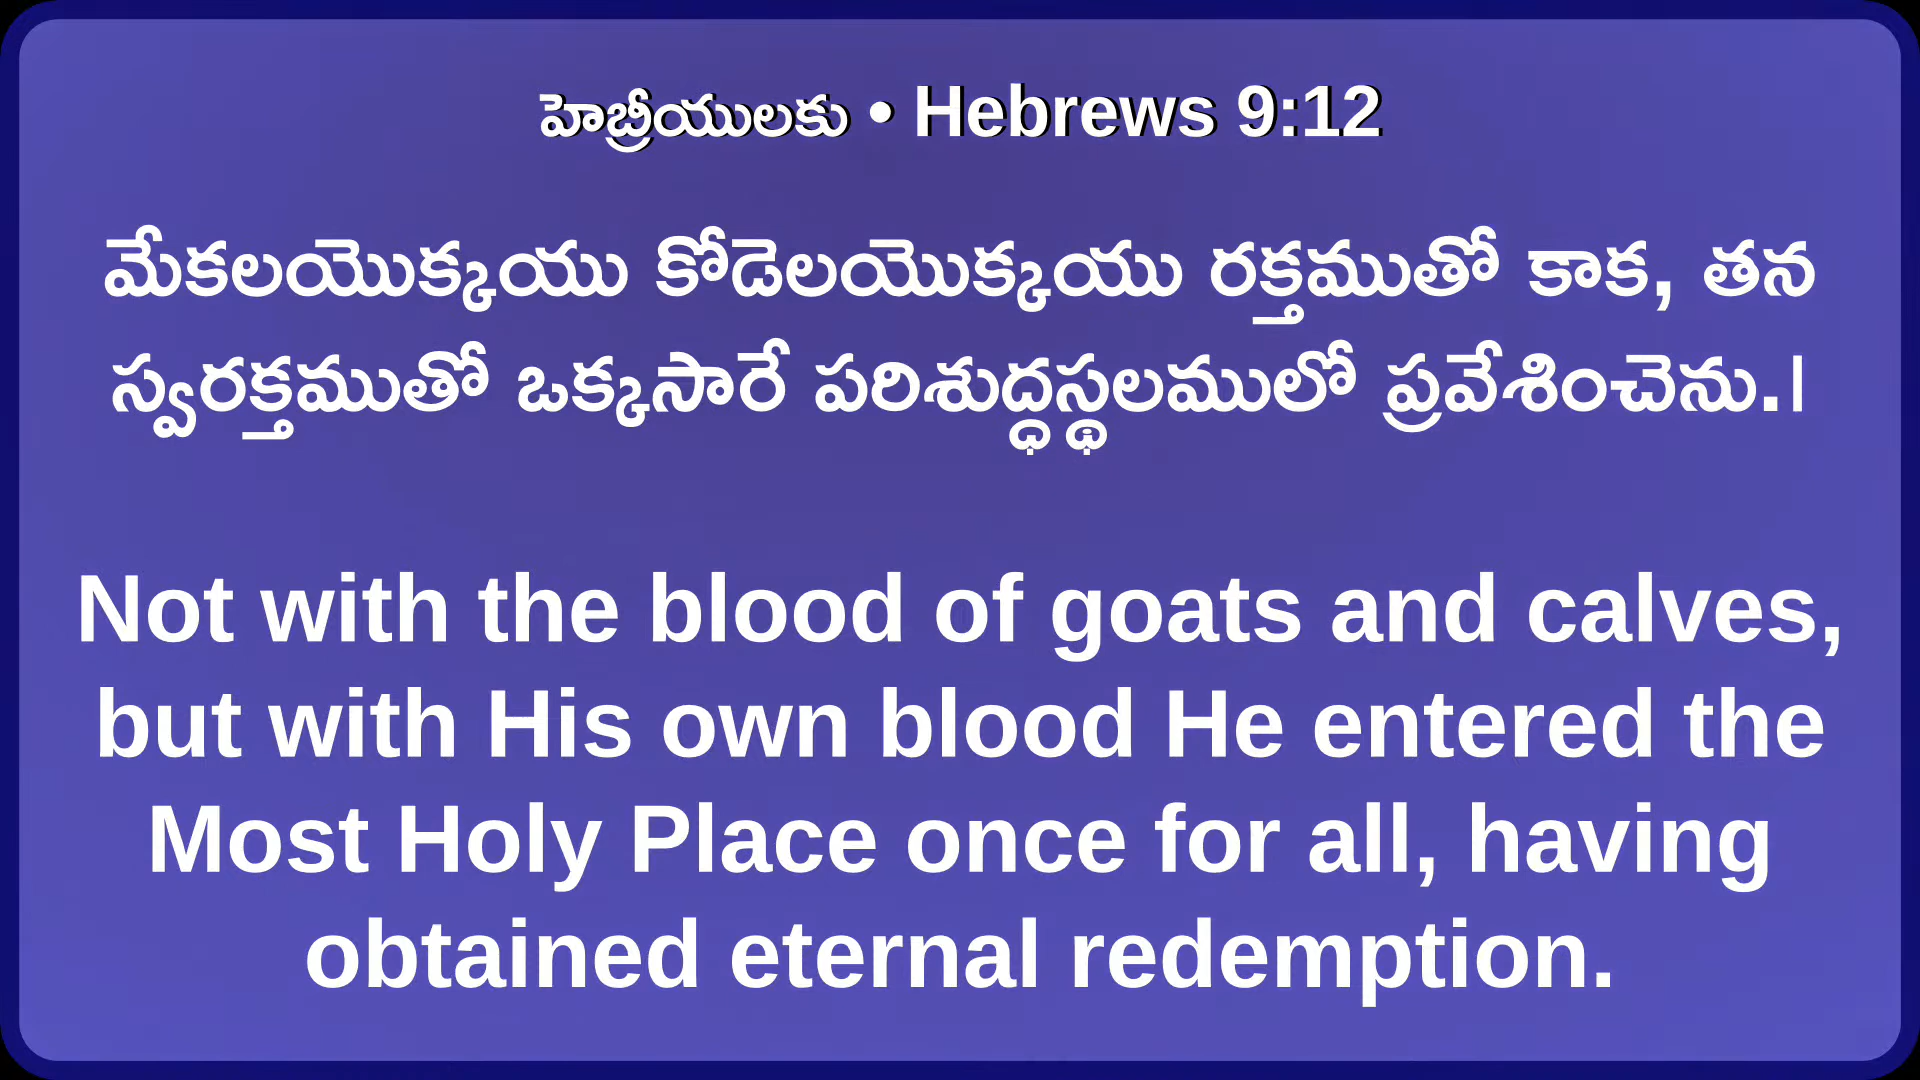 హెబ్రీయులకు • Hebrews 9:12
మేకలయొక్కయు కోడెలయొక్కయు రక్తముతో కాక, తన
స్వరక్తముతో ఒక్కసారే పరిశుద్ధస్థలములో ప్రవేశించెను.|
Not with the blood of goats and calves,
but with His own blood He entered the
Most Holy Place once for all, having
obtained eternal redemption.